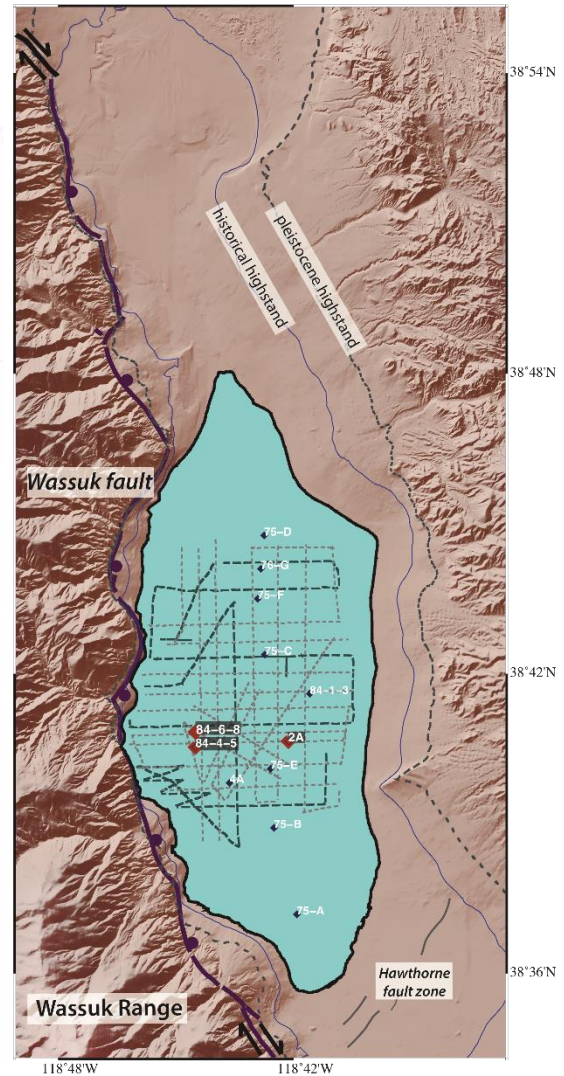 38°54'N
historical highstand
pleistocene highstand
38°48'N
Wassuk fault
75–D
76–G
75–F
75–C
38°42'N
84–1–3
84–6–8
2A
84–4–5
75–E
4A
75–B
75–A
38°36'N
Hawthorne
fault zone
Wassuk Range
118°48'W
118°42'W